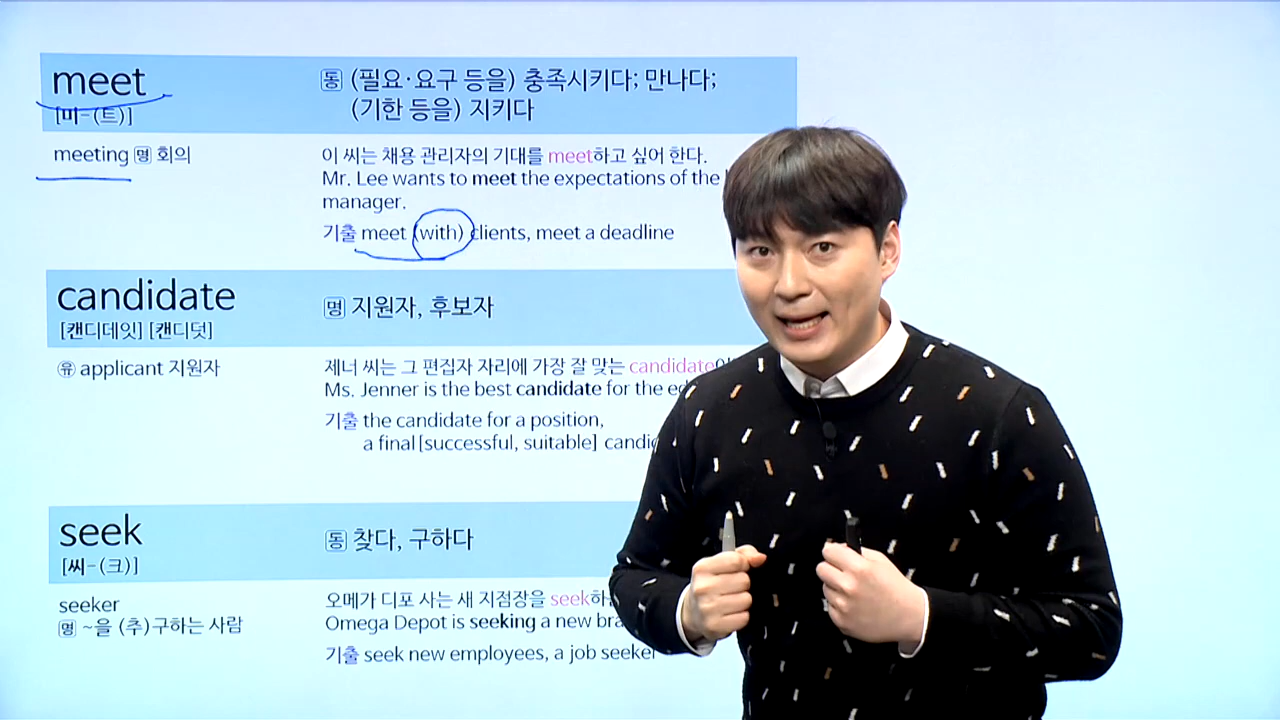 meet
동 (필요·요구 등을) 충족시키다; 만나다;
(기한 등을) 지키다
[미-(트)]
meeting 명 회의
이 씨는 채용 관리자의 기대를 meet하고 싶어 한다.
Mr. Lee wants to meet the expectations of the
manager.
기출 meet (with) clients, meet a deadline
candidate
[캔디데잇] [캔디덧]
명 지원자, 후보자
유 applicant 지원자
제너 씨는 그 편집자 자리에 가장 잘 맞는 candidate
Ms. Jenner is the best candidate for the
기출 the candidate for a position,
a final[successful, suitable]
seek
[씨-(크)]
동 찾다, 구하다
seeker
명 ~을 (추)구하는 사람
오메가 디포 사는 새 지점장을 seek
Omega Depot is seeking a new
기출 seek new employees, a job seeker